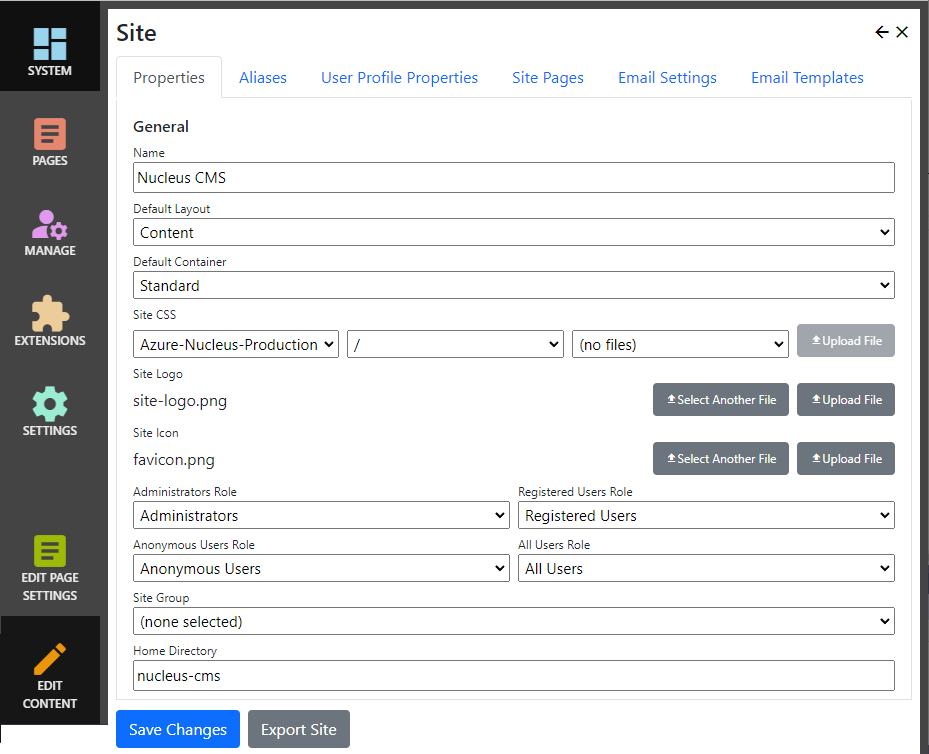 SYSTEM
PAGES
MANAGE
EXTENSIONS
SETTINGS
EDIT PAGE
SETTINGS
EDIT
CONTENT
Site
Properties Aliases User Profile Properties Site Pages Email Settings Email Templates
General
Name
Nucleus CMS
Default Layout
Content
Default Container
Standard
Site CSS
Azure-Nucleus-Production / (no files) Upload File
Site Logo
site-logo.png Select Another File Upload File
Site Icon
favicon.png Select Another File Upload File
Administrators Role Registered Users Role
Administrators Registered Users
Anonymous Users Role All Users Role
Anonymous Users All Users
Site Group
(none selected)
Home Directory
nucleus-cms
Save Changes Export Site